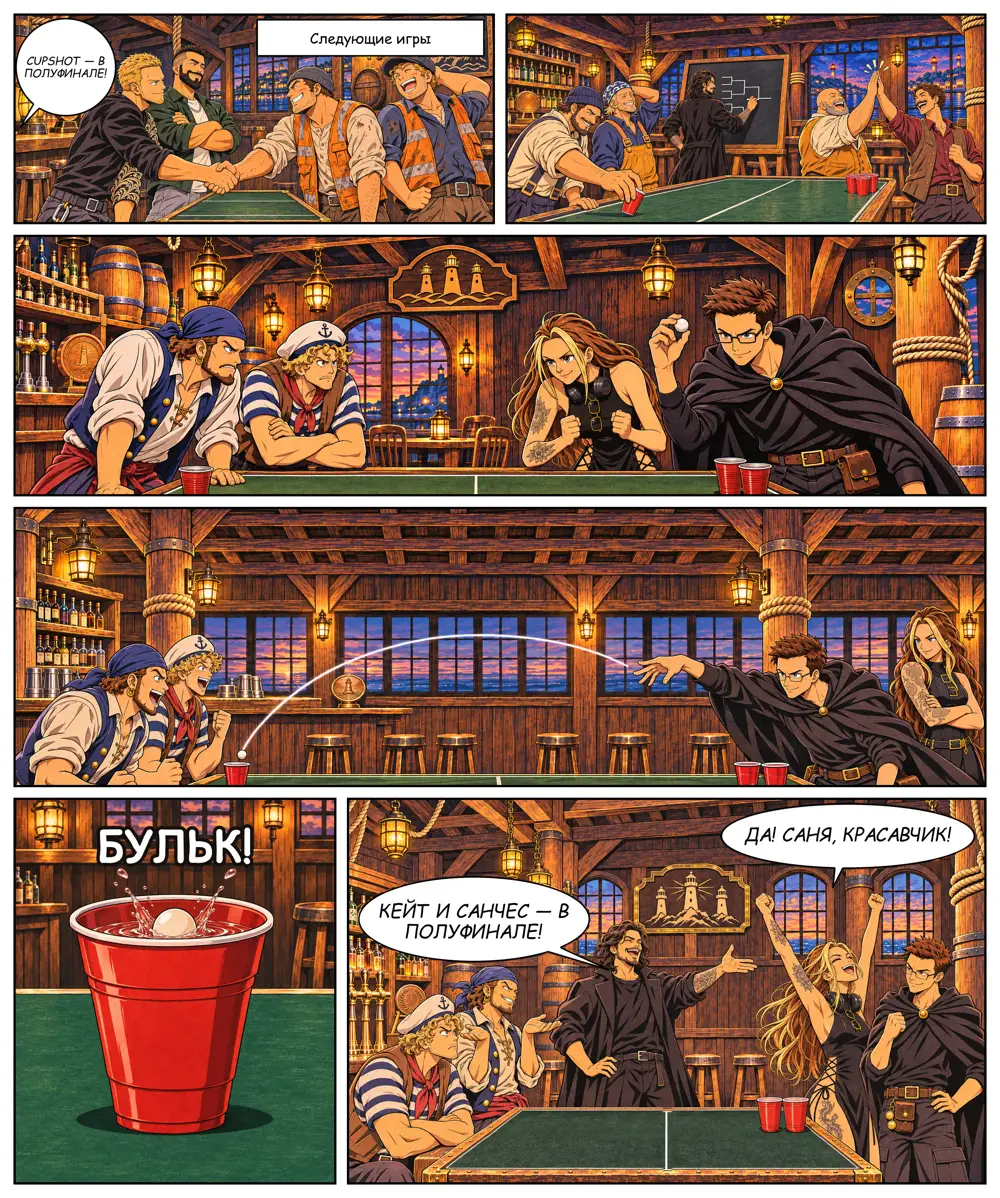 CUPSHOT — В
ПОЛУФИНАЛЕ!
Следующие игры
БУЛЬК!
КЕЙТ И САНЧЕС — В
ПОЛУФИНАЛЕ!
ДА! САНЯ, КРАСАВЧИК!